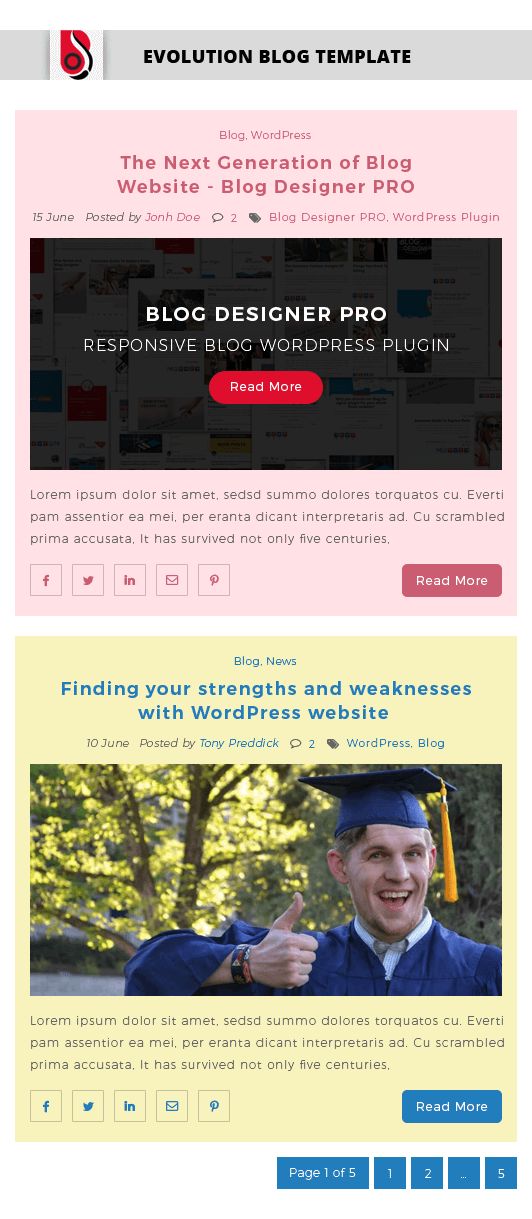 EVOLUTION BLOG TEMPLATE
Blog, WordPress
The Next Generation of Blog
Website - Blog Designer PRO
15 June Posted by Jonh Doe 2 Blog Designer PRO, WordPress Plugin
BLOG DESIGNER PRO
RESPONSIVE BLOG WORDPRESS PLUGIN
Read More
Lorem ipsum dolor sit amet, sedsd summo dolores torquatos cu. Everti
pam assentior ea mei, per eranta dicant interpretaris ad. Cu scrambled
prima accusata, It has survived not only five centuries,
Read More
Blog, News
Finding your strengths and weaknesses
with WordPress website
10 June Posted by Tony Preddick 2 WordPress, Blog
Lorem ipsum dolor sit amet, sedsd summo dolores torquatos cu. Everti
pam assentior ea mei, per eranta dicant interpretaris ad. Cu scrambled
prima accusata, It has survived not only five centuries,
Read More
Page 1 of 5 1 2 ... 5